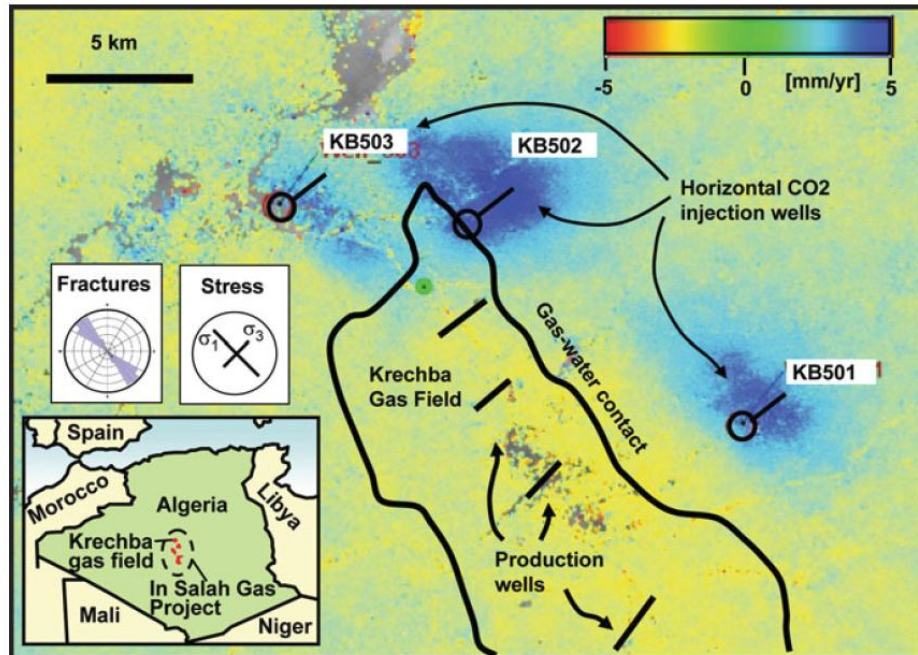 5 km
-5
0
[mm/yr]
5
KB503
KB502
Horizontal CO2
injection wells
Fractures
Stress
σ1
σ3
Krechba
Gas Field
Gas-water contact
KB501
Production
wells
Spain
Morocco
Algeria
Libya
Krechba
gas field
In Salah Gas
Project
Mali
Niger